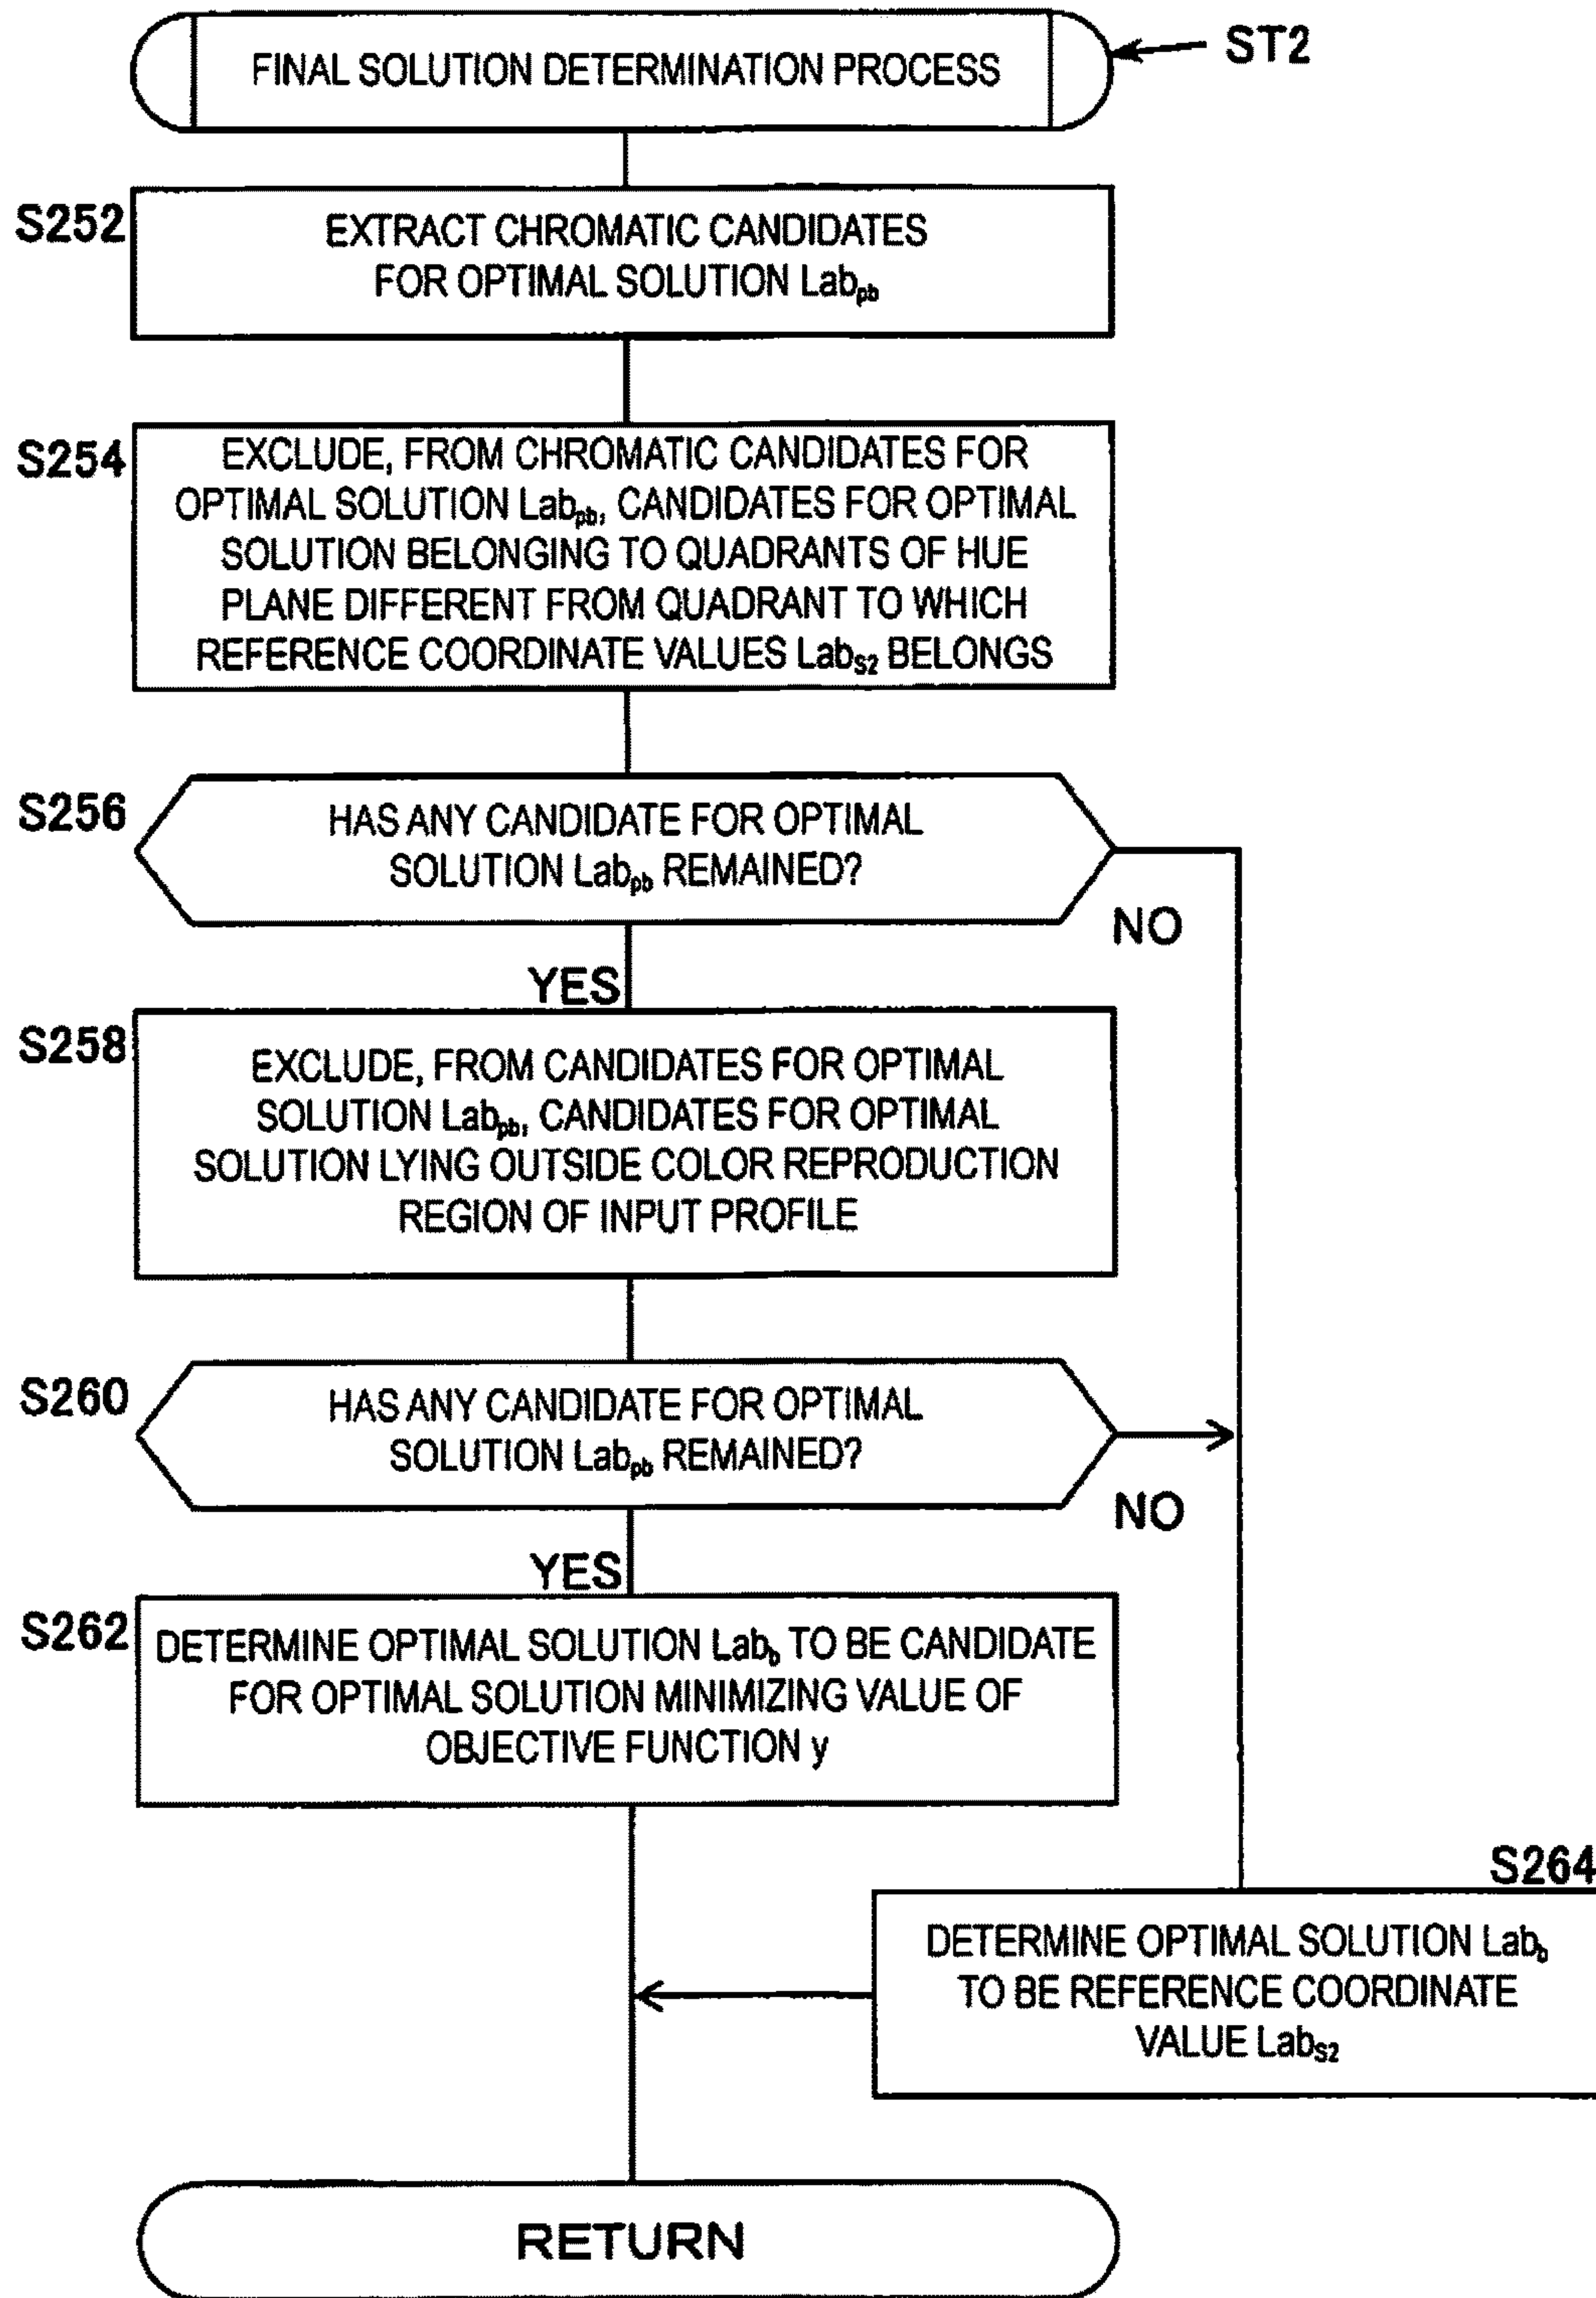 FINAL SOLUTION DETERMINATION PROCESS
ST2
S252
EXTRACT CHROMATIC CANDIDATES
FOR OPTIMAL SOLUTION Labpb
S254
EXCLUDE, FROM CHROMATIC CANDIDATES FOR
OPTIMAL SOLUTION Labpb, CANDIDATES FOR OPTIMAL
SOLUTION BELONGING TO QUADRANTS OF HUE
PLANE DIFFERENT FROM QUADRANT TO WHICH
REFERENCE COORDINATE VALUES LabS2 BELONGS
S256
HAS ANY CANDIDATE FOR OPTIMAL
SOLUTION Labpb REMAINED?
NO
YES
S258
EXCLUDE, FROM CANDIDATES FOR OPTIMAL
SOLUTION Labpb, CANDIDATES FOR OPTIMAL
SOLUTION LYING OUTSIDE COLOR REPRODUCTION
REGION OF INPUT PROFILE
S260
HAS ANY CANDIDATE FOR OPTIMAL
SOLUTION Labpb REMAINED?
NO
YES
S262
DETERMINE OPTIMAL SOLUTION Labb TO BE CANDIDATE
FOR OPTIMAL SOLUTION MINIMIZING VALUE OF
OBJECTIVE FUNCTION y
S264
DETERMINE OPTIMAL SOLUTION Labb
TO BE REFERENCE COORDINATE
VALUE LabS2
RETURN